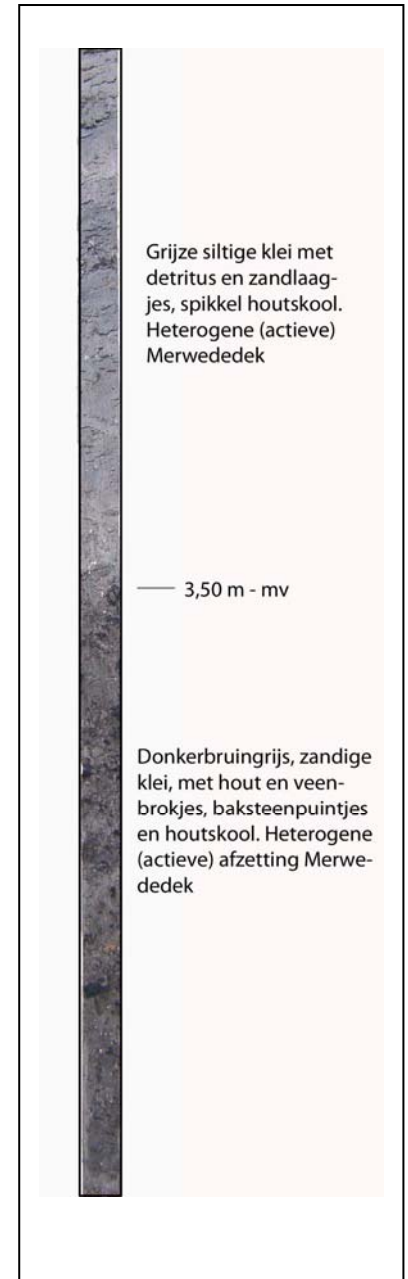 Grijze siltige klei met
detritus en zandlaag-
jes, spikkel houtskool.
Heterogene (actieve)
Merwededek
3,50 m - mv
Donkerbruingrijs, zandige
klei, met hout en veen-
brokjes, baksteenpuintjes
en houtskool. Heterogene
(actieve) afzetting Merwe-
dedek